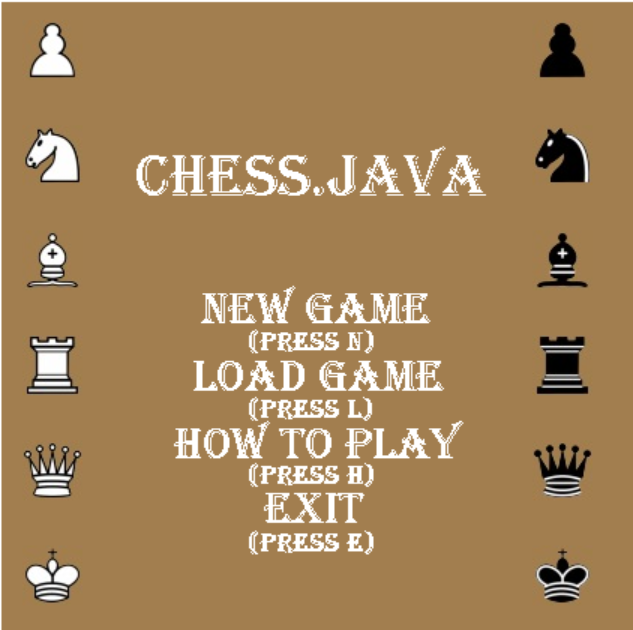 CHESS.JAVA
NEW GAME
(PRESS N)
LOAD GAME
(PRESS L)
HOW TO PLAY
(PRESS H)
EXIT
(PRESS E)